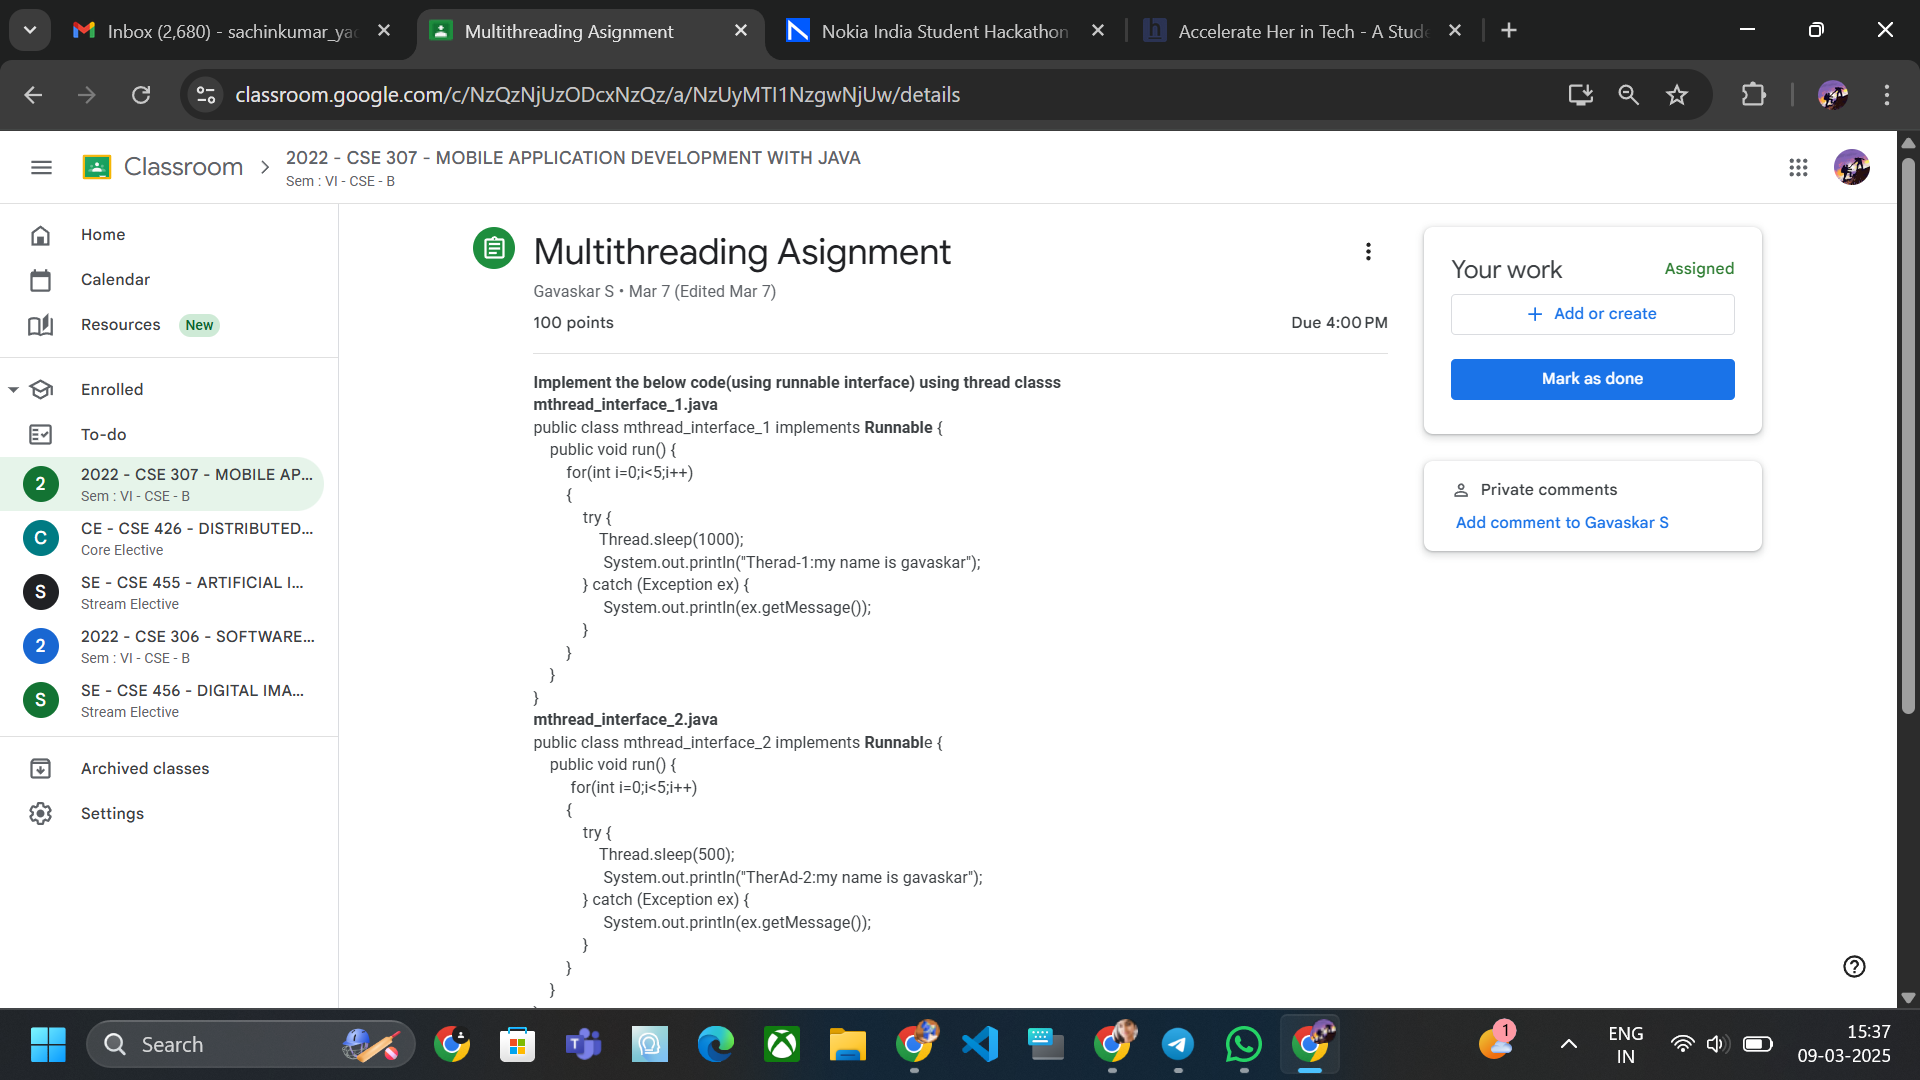 Inbox (2,680) - sachinkumar_ya
Multithreading Asignment
Nokia India Student Hackathon
Accelerate Her in Tech - A Stude
classroom.google.com/c/NzQzNjUzODcxNzQz/a/NzUyMTI1NzgwNjUw/details
Classroom
2022 - CSE 307 - MOBILE APPLICATION DEVELOPMENT WITH JAVA
Sem : VI - CSE - B
Home
Calendar
Resources New
Enrolled
To-do
2 2022 - CSE 307 - MOBILE AP...
Sem : VI - CSE - B
C CE - CSE 426 - DISTRIBUTED...
Core Elective
S SE - CSE 455 - ARTIFICIAL I...
Stream Elective
2 2022 - CSE 306 - SOFTWARE...
Sem : VI - CSE - B
S SE - CSE 456 - DIGITAL IMA...
Stream Elective
Archived classes
Settings
Multithreading Asignment
Gavaskar S • Mar 7 (Edited Mar 7)
100 points
Due 4:00 PM
Implement the below code(using runnable interface) using thread classs
mthread_interface_1.java
public class mthread_interface_1 implements Runnable {
public void run() {
for(int i=0;i<5;i++)
{
try {
Thread.sleep(1000);
System.out.println("Therad-1:my name is gavaskar");
} catch (Exception ex) {
System.out.println(ex.getMessage());
}
}
}
}
mthread_interface_2.java
public class mthread_interface_2 implements Runnable {
public void run() {
for(int i=0;i<5;i++)
{
try {
Thread.sleep(500);
System.out.println("TherAd-2:my name is gavaskar");
} catch (Exception ex) {
System.out.println(ex.getMessage());
}
}
}
Your work
Assigned
+ Add or create
Mark as done
Private comments
Add comment to Gavaskar S
Search
1
ENG
IN
15:37
09-03-2025